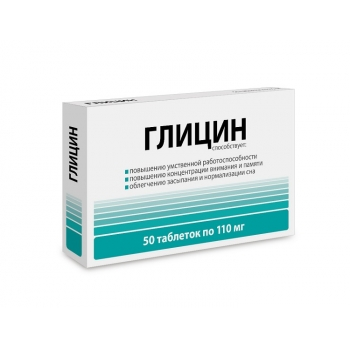 ГЛИЦИН
способствует:
повышению умственной работоспособности
повышению концентрации внимания и памяти
облегчению засыпания и нормализации сна
50 таблеток по 110 мг